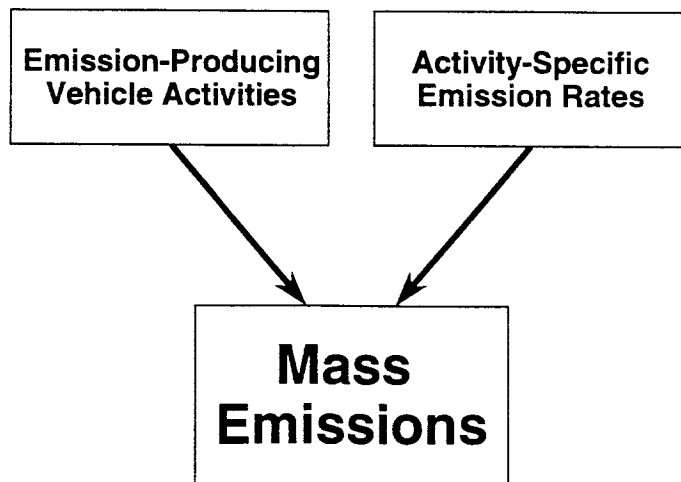 Emission-Producing
Vehicle Activities
Activity-Specific
Emission Rates
Mass
Emissions